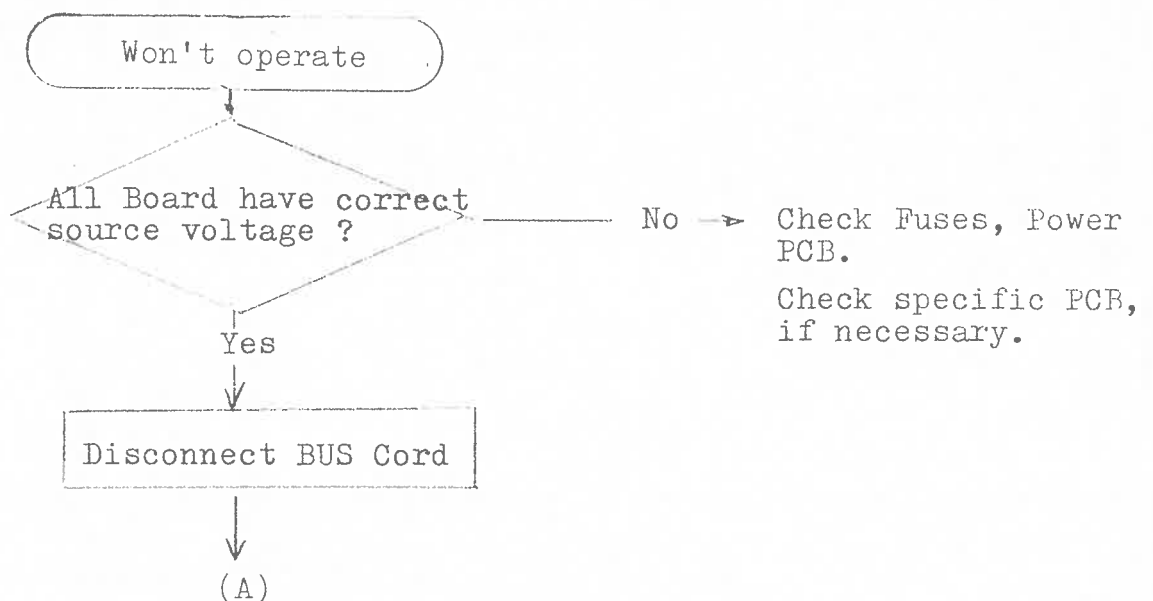 Won't operate
All Board have correct
source voltage ?
No
Check Fuses, Power
PCB.
Check specific PCB,
if necessary.
Yes
Disconnect BUS Cord
(A)